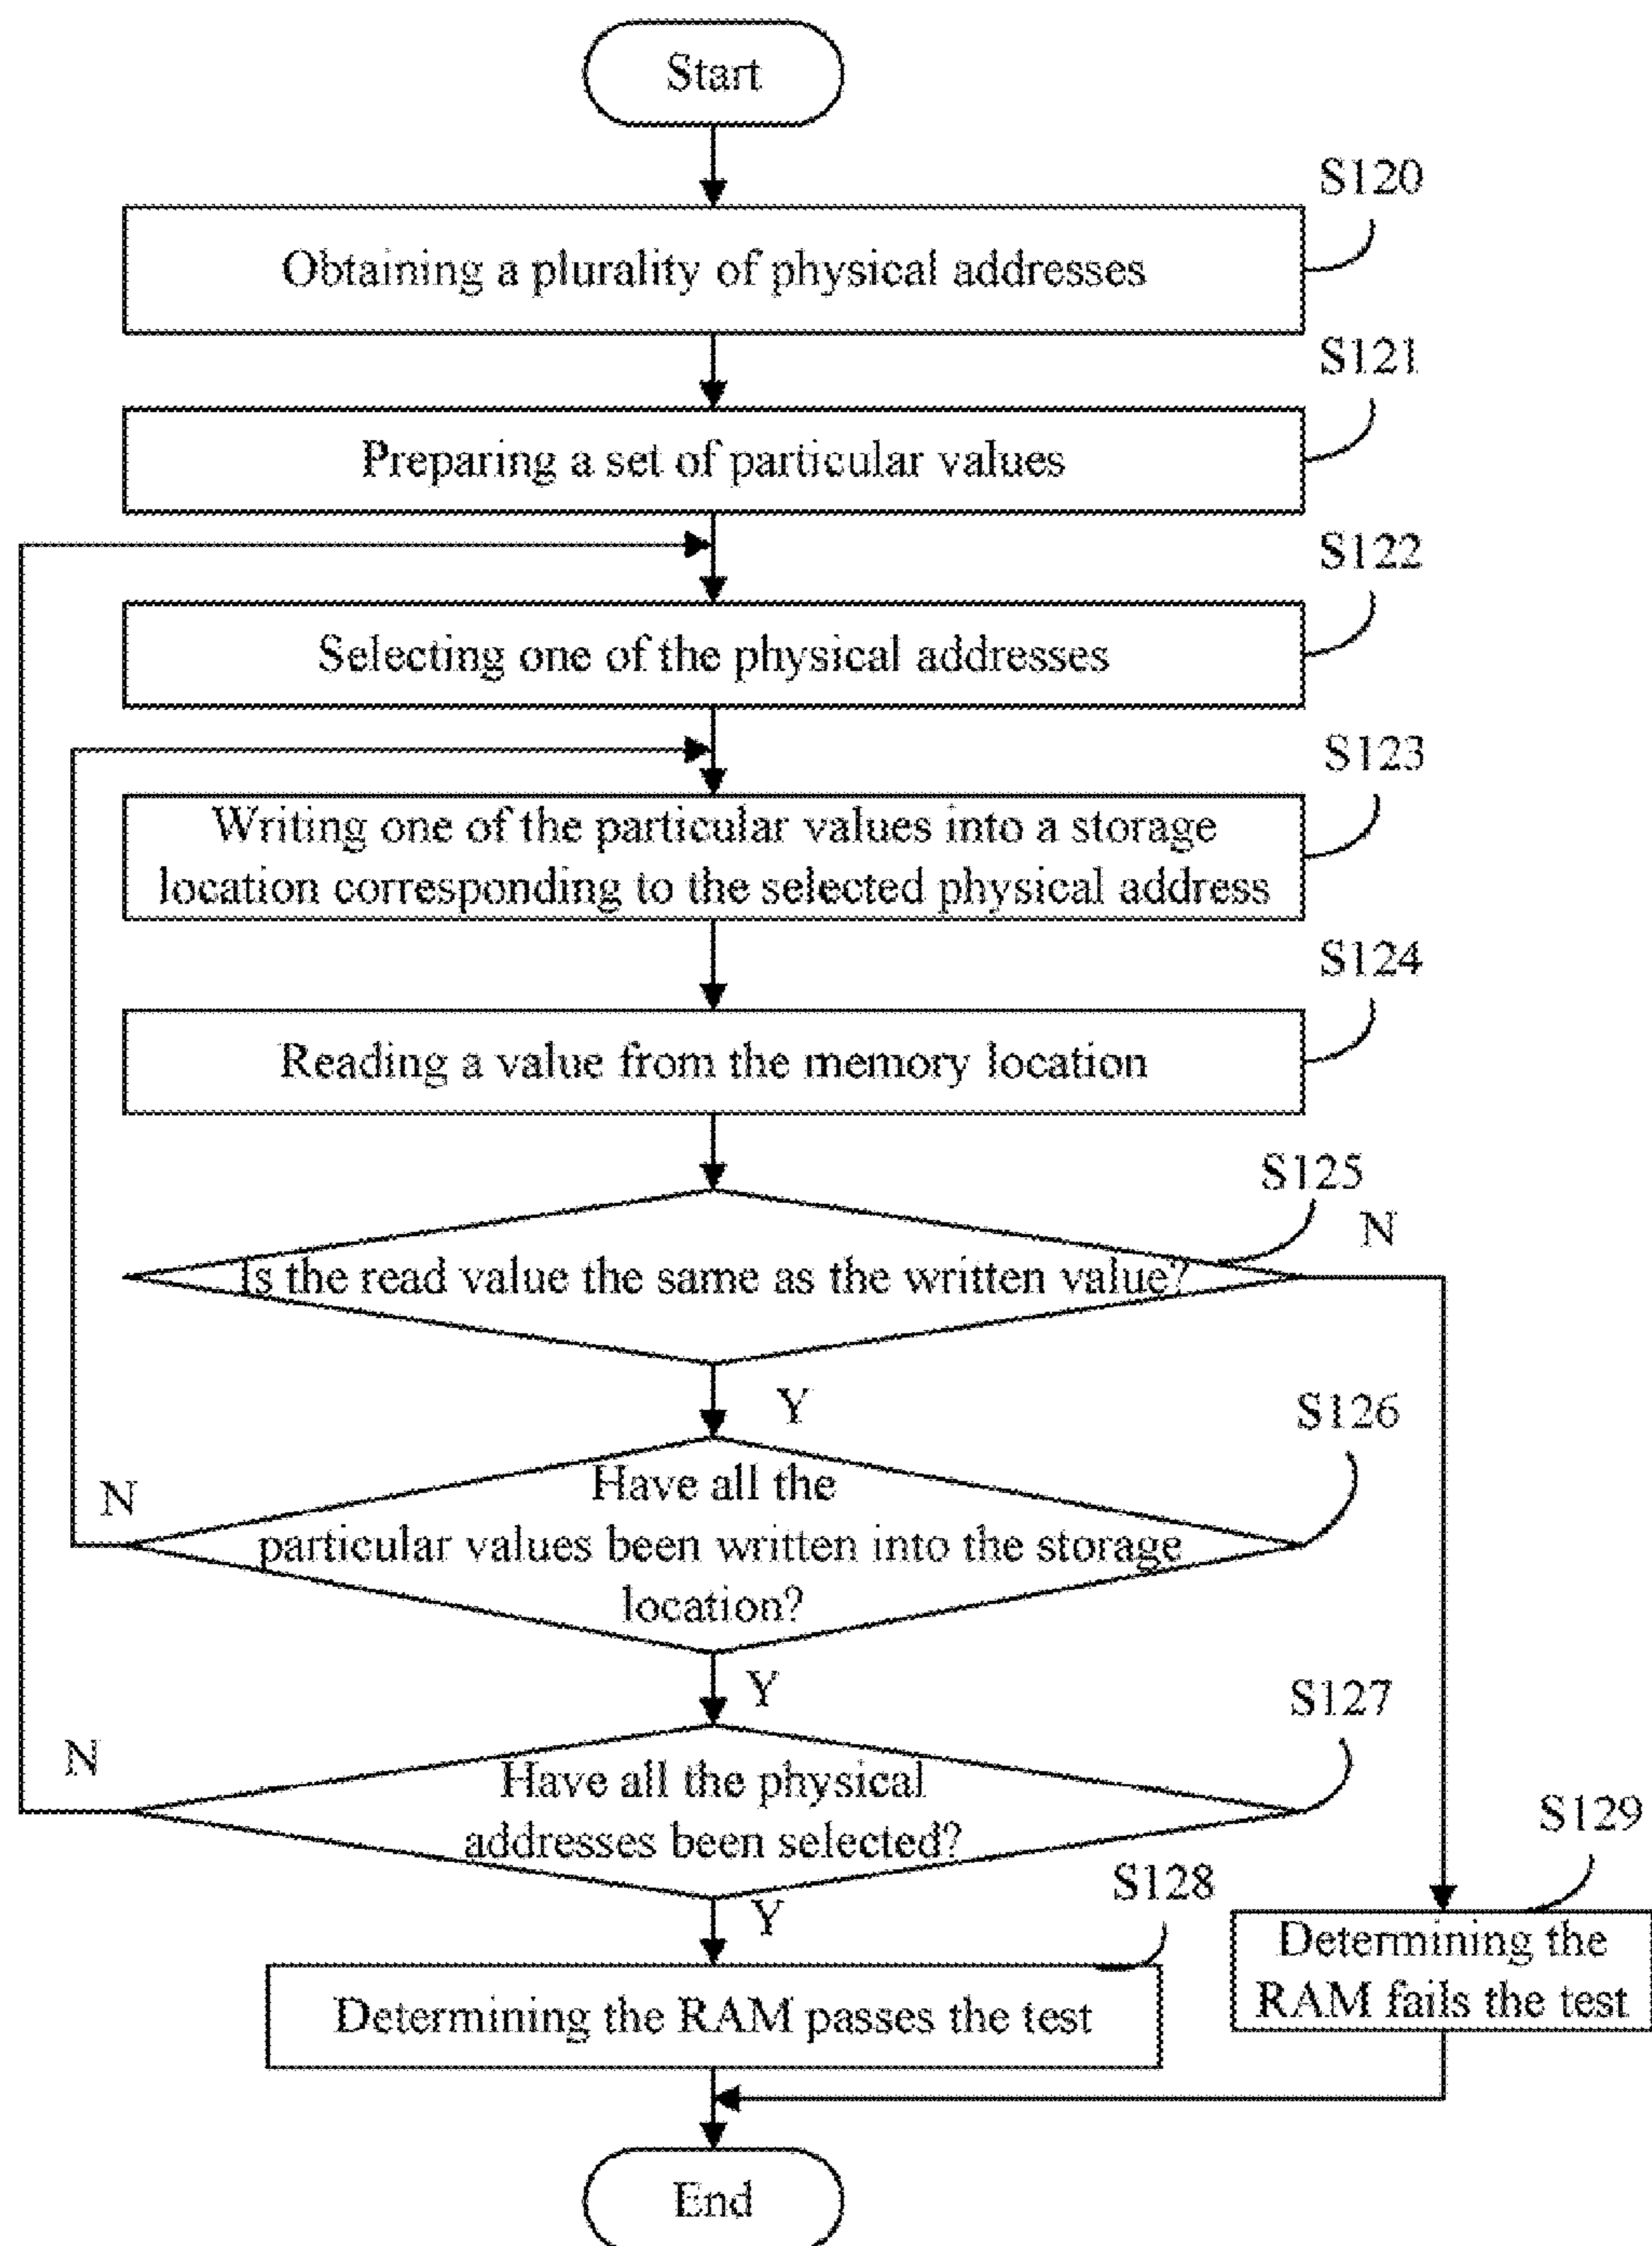 Start
S120
Obtaining a plurality of physical addresses
S121
Preparing a set of particular values
S122
Selecting one of the physical addresses
S123
Writing one of the particular values into a storage
location corresponding to the selected physical address
S124
Reading a value from the memory location
S125
N
Is the read value the same as the written value?
Y
S126
N
Have all the
particular values been written into the storage
location?
Y
S127
N
Have all the physical
addresses been selected?
S129
S128
Y
Determining the
RAM fails the test
Determining the RAM passes the test
End